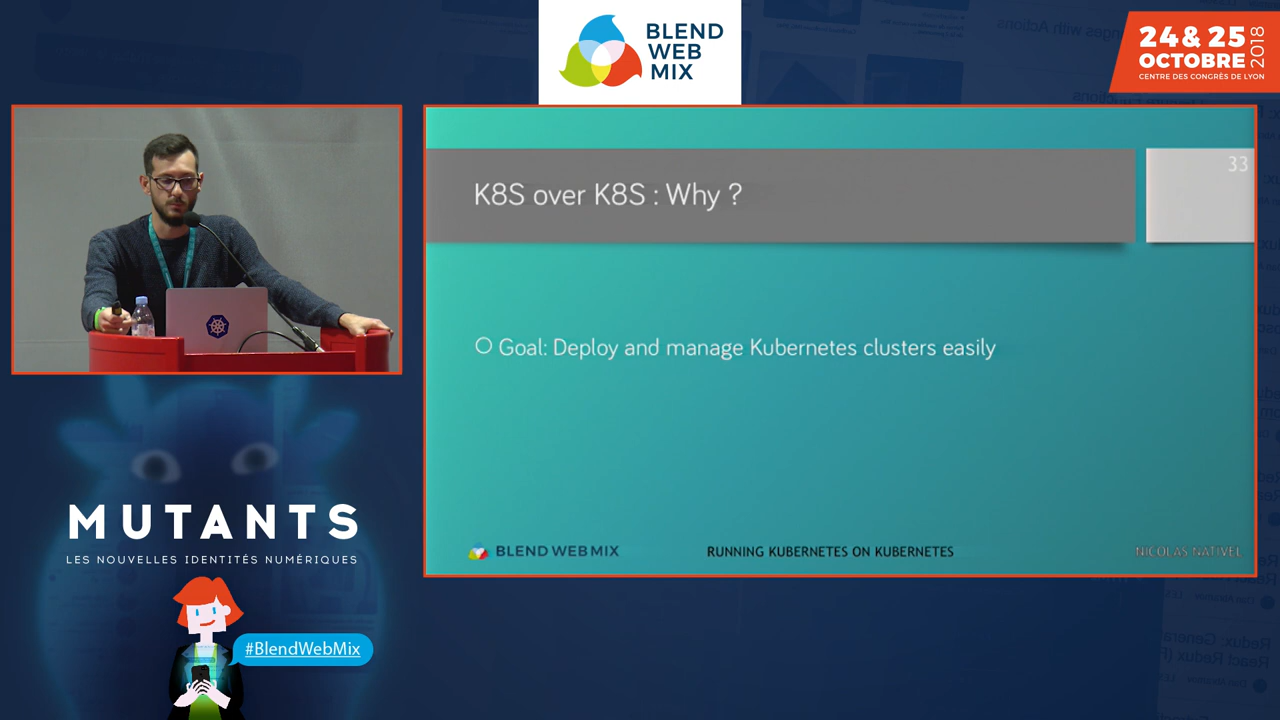 BLEND
WEB
MIX
24 & 25
OCTOBRE
2018
CENTRE DES CONGRÈS DE LYON
33
K8S over K8S : Why ?
Goal: Deploy and manage Kubernetes clusters easily
BLEND WEB MIX
RUNNING KUBERNETES ON KUBERNETES
NICOLAS NATIVEL
MUTANTS
LES NOUVELLES IDENTITÉS NUMÉRIQUES
#BlendWebMix